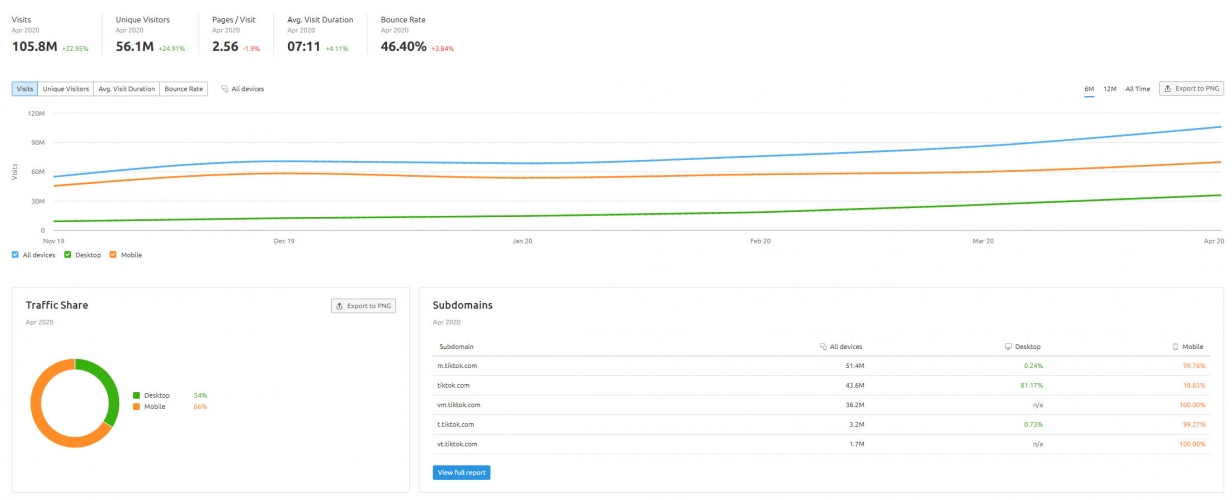 Visits Unique Visitors Pages / Visit Avg. Visit Duration Bounce Rate
Apr 2020 Apr 2020 Apr 2020 Apr 2020 Apr 2020
105.8M +22.95% 56.1M +24.91% 2.56 -1.9% 07:11 +4.11% 46.40% +3.84%
Visits Unique Visitors Avg. Visit Duration Bounce Rate All devices 6M 12M All Time Export to PNG
120M
90M
Visits
60M
30M
0
Nov 19 Dec 19 Jan 20 Feb 20 Mar 20 Apr 20
All devices Desktop Mobile
Traffic Share Export to PNG
Apr 2020
Desktop 34%
Mobile 66%
Subdomains
Apr 2020
Subdomain All devices Desktop Mobile
m.tiktok.com 51.4M 0.24% 99.76%
tiktok.com 43.6M 81.17% 18.83%
vm.tiktok.com 36.2M n/a 100.00%
t.tiktok.com 3.2M 0.73% 99.27%
vt.tiktok.com 1.7M n/a 100.00%
View full report